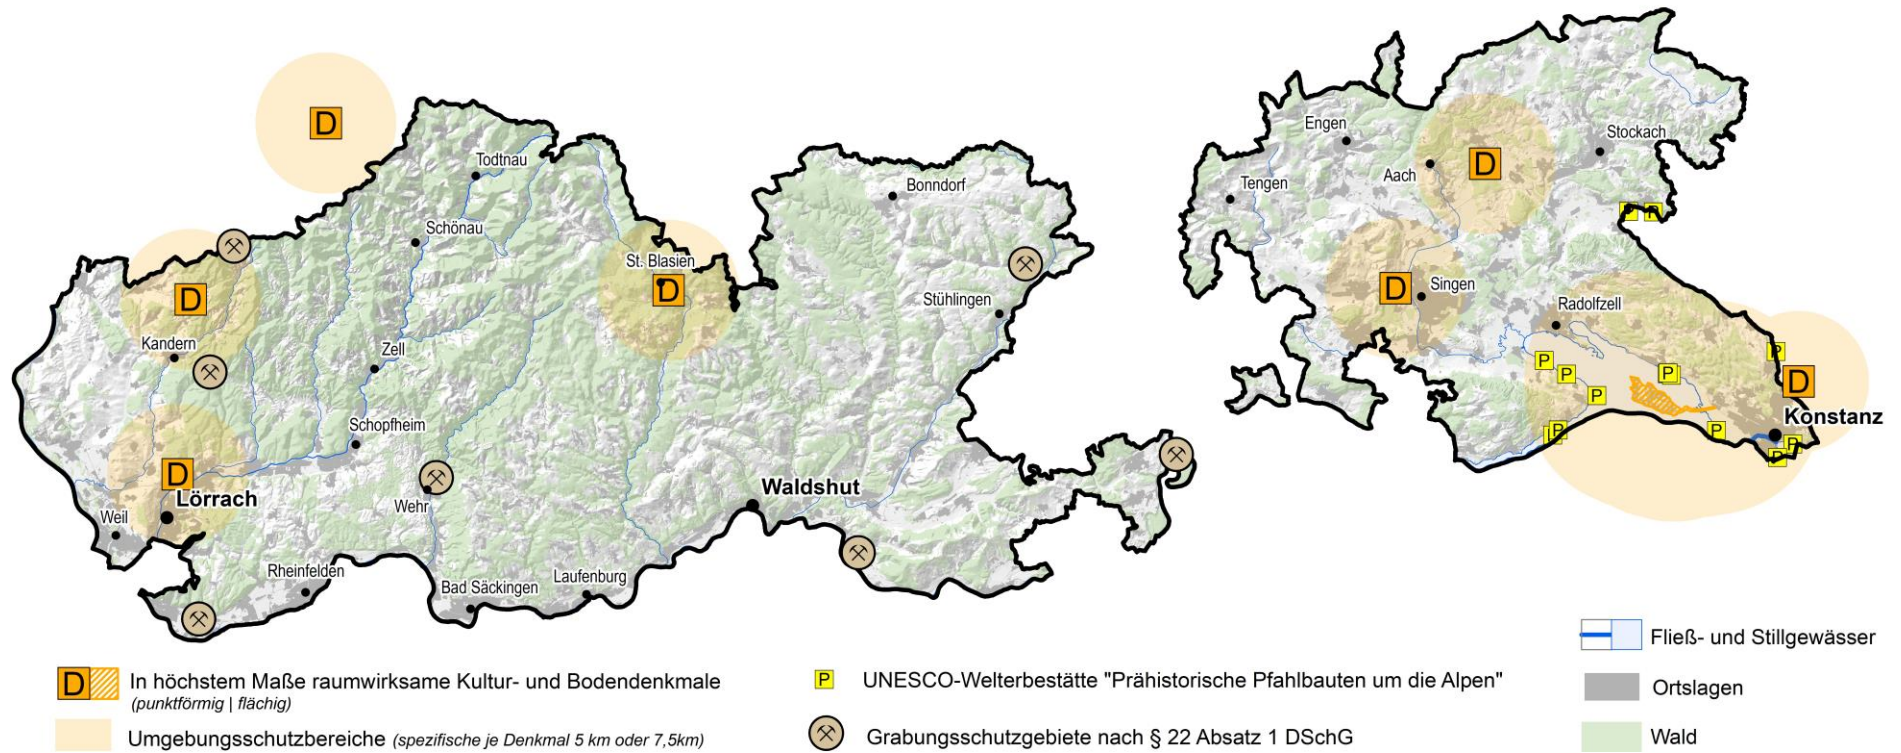 D
Todtnau
Bonndorf
Schönau
St. Blasien
D
D
Stühlingen
Kandern
Zell
Schopfheim
D
Lörrach
Wehr
Waldshut
Weil
Rheinfelden
Bad Säckingen
Laufenburg
Engen
Stockach
Aach
D
Tengen
P
P
D
Singen
Radolfzell
P
P
P
P
D
P
Konstanz
P
P
P
P
D In höchstem Maße raumwirksame Kultur- und Bodendenkmale
(punktförmig | flächig)
Umgebungsschutzbereiche (spezifische je Denkmal 5 km oder 7,5km)
P UNESCO-Welterbestätte "Prähistorische Pfahlbauten um die Alpen"
Grabungsschutzgebiete nach § 22 Absatz 1 DSchG
Fließ- und Stillgewässer
Ortslagen
Wald